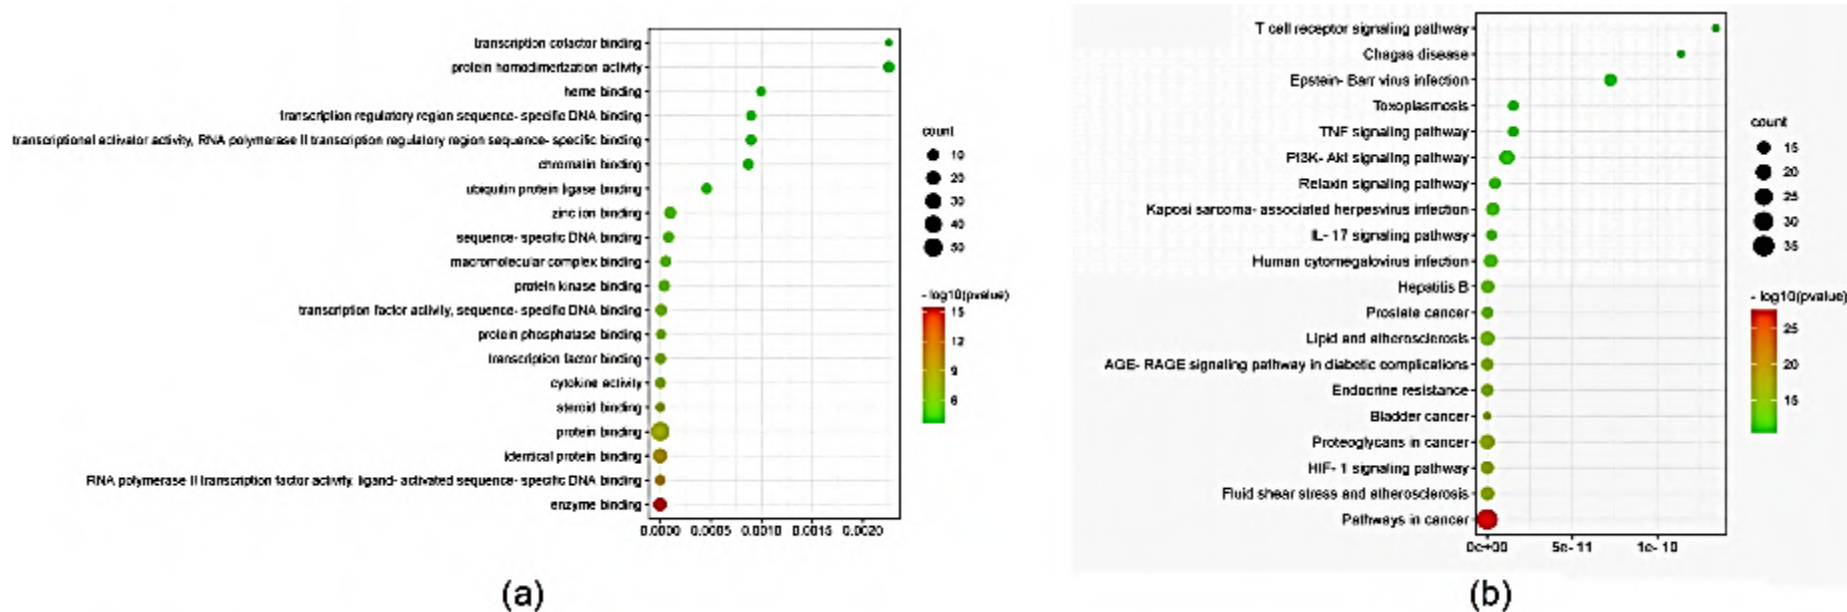 transcription cofactor binding
protein homodimerization activity
heme binding
transcription regulatory region sequence- specific DNA binding
transcriptionel activator activity, RNA polymerase II transcription regulatory region sequence- specific binding
chromatin binding
ubiquitin protein ligase binding
zinc ion binding
sequence- specific DNA binding
macromolecular complex binding
protein kinase binding
transcription factor activity, sequence- specific DNA binding
protein phosphatase binding
transcription factor binding
cytokine activity
steroid binding
protein binding
identical protein binding
RNA polymerase II transcription factor activity, ligand- activated sequence- specific DNA binding
enzyme binding
0.0000 0.0005 0.0010 0.0015 0.0020
count
10
20
30
40
50
- log10(pvalue)
15
12
9
6
(a)
T cell receptor signaling pathway
Chagas disease
Epstein- Barr virus infection
Toxoplasmosis
TNF signaling pathway
PI3K- Akt signaling pathway
Relaxin signaling pathway
Kaposi sarcoma- associated herpesvirus infection
IL- 17 signaling pathway
Human cytomegalovirus infection
Hepatitis B
Prostate cancer
Lipid and atherosclerosis
AGE- RAGE signaling pathway in diabetic complications
Endocrine resistance
Bladder cancer
Proteoglycans in cancer
HIF- 1 signaling pathway
Fluid shear stress and atherosclerosis
Pathways in cancer
0e+00 5e- 11 1e- 10
count
15
20
25
30
35
- log10(pvalue)
25
20
15
(b)